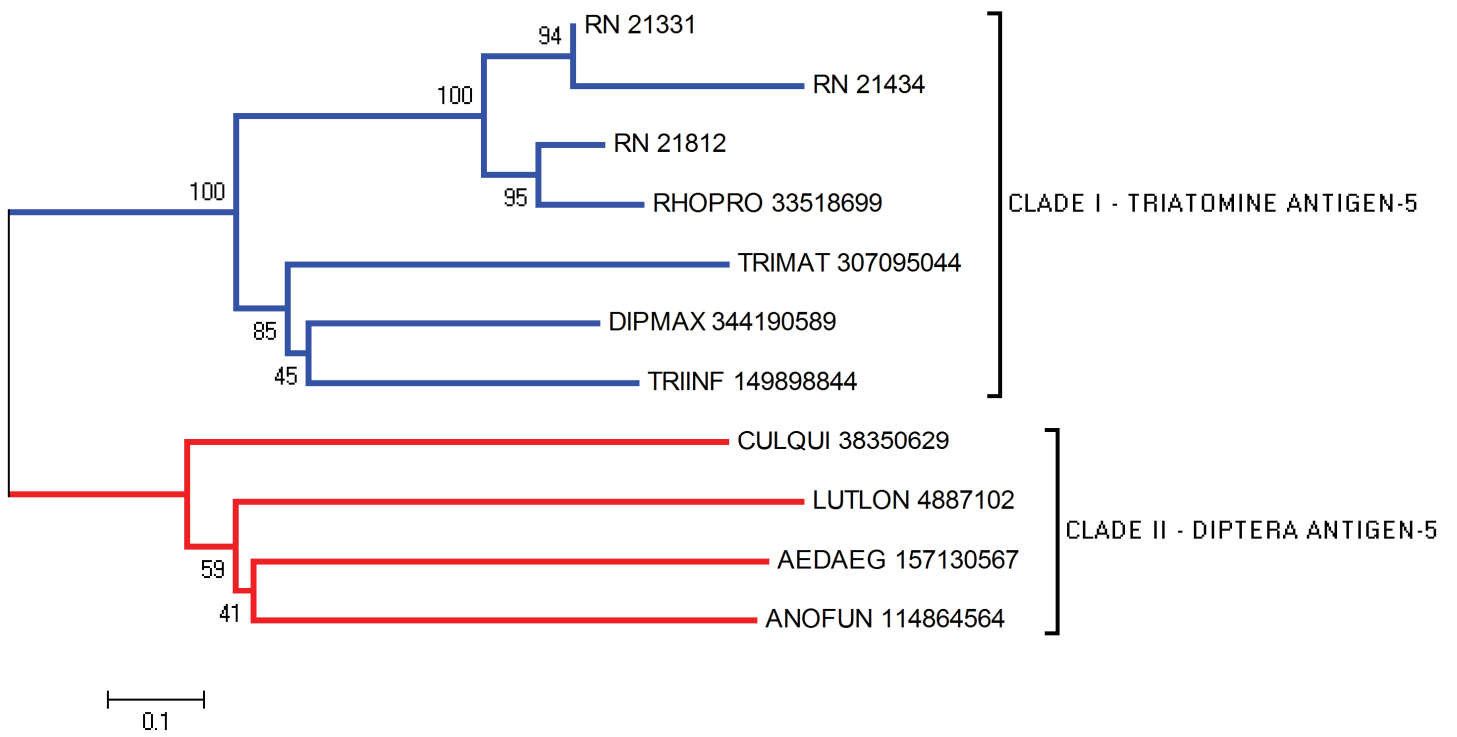 RN 21331
94
RN 21434
100
RN 21812
100
95
RHOPRO 33518699
CLADE I - TRIATOMINE ANTIGEN-5
TRIMAT 307095044
DIPMAX 344190589
85
45
TRIINF 149898844
CULQUI 38350629
LUTLON 4887102
CLADE II - DIPTERA ANTIGEN-5
AEDAEG 157130567
59
41
ANOFUN 114864564
0.1